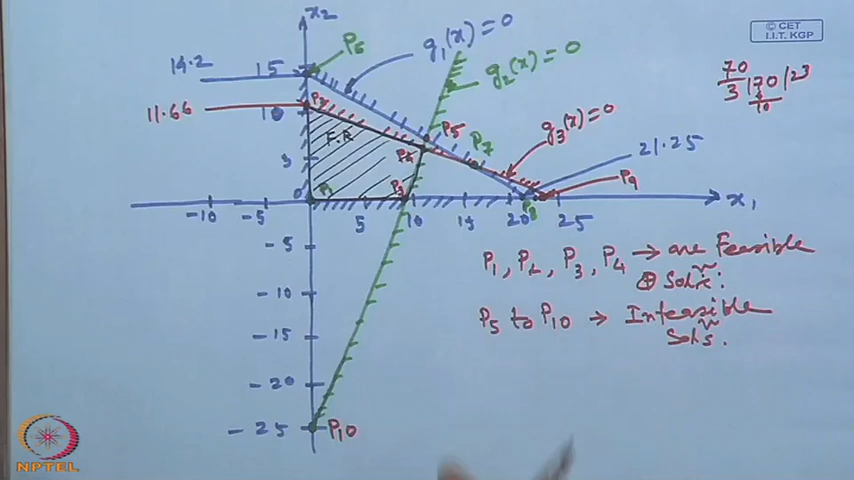 x₂
© CET
I.I.T. KGP
14.2
15
P₆
g₁(x)=0
g₂(x)=0
70/3
11.66
10
P₅
P₇
g₃(x)=0
21.25
F.R
P₄
5
0
P₁
P₃
P₈
P₉
-10
-5
5
10
15
20
25
x₁
-5
-10
-15
-20
-25
P₁₀
P₁, P₂, P₃, P₄ → are Feasible
P₅ to P₁₀ → Infeasible
Solⁿs.
NPTEL